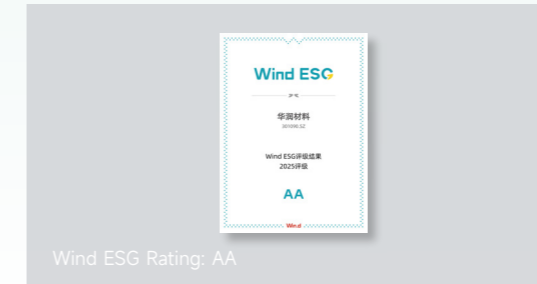 Wind ESG
华润材料
301090.SZ
Wind ESG评级结果
2025评级
AA
Wind
Wind ESG Rating: AA